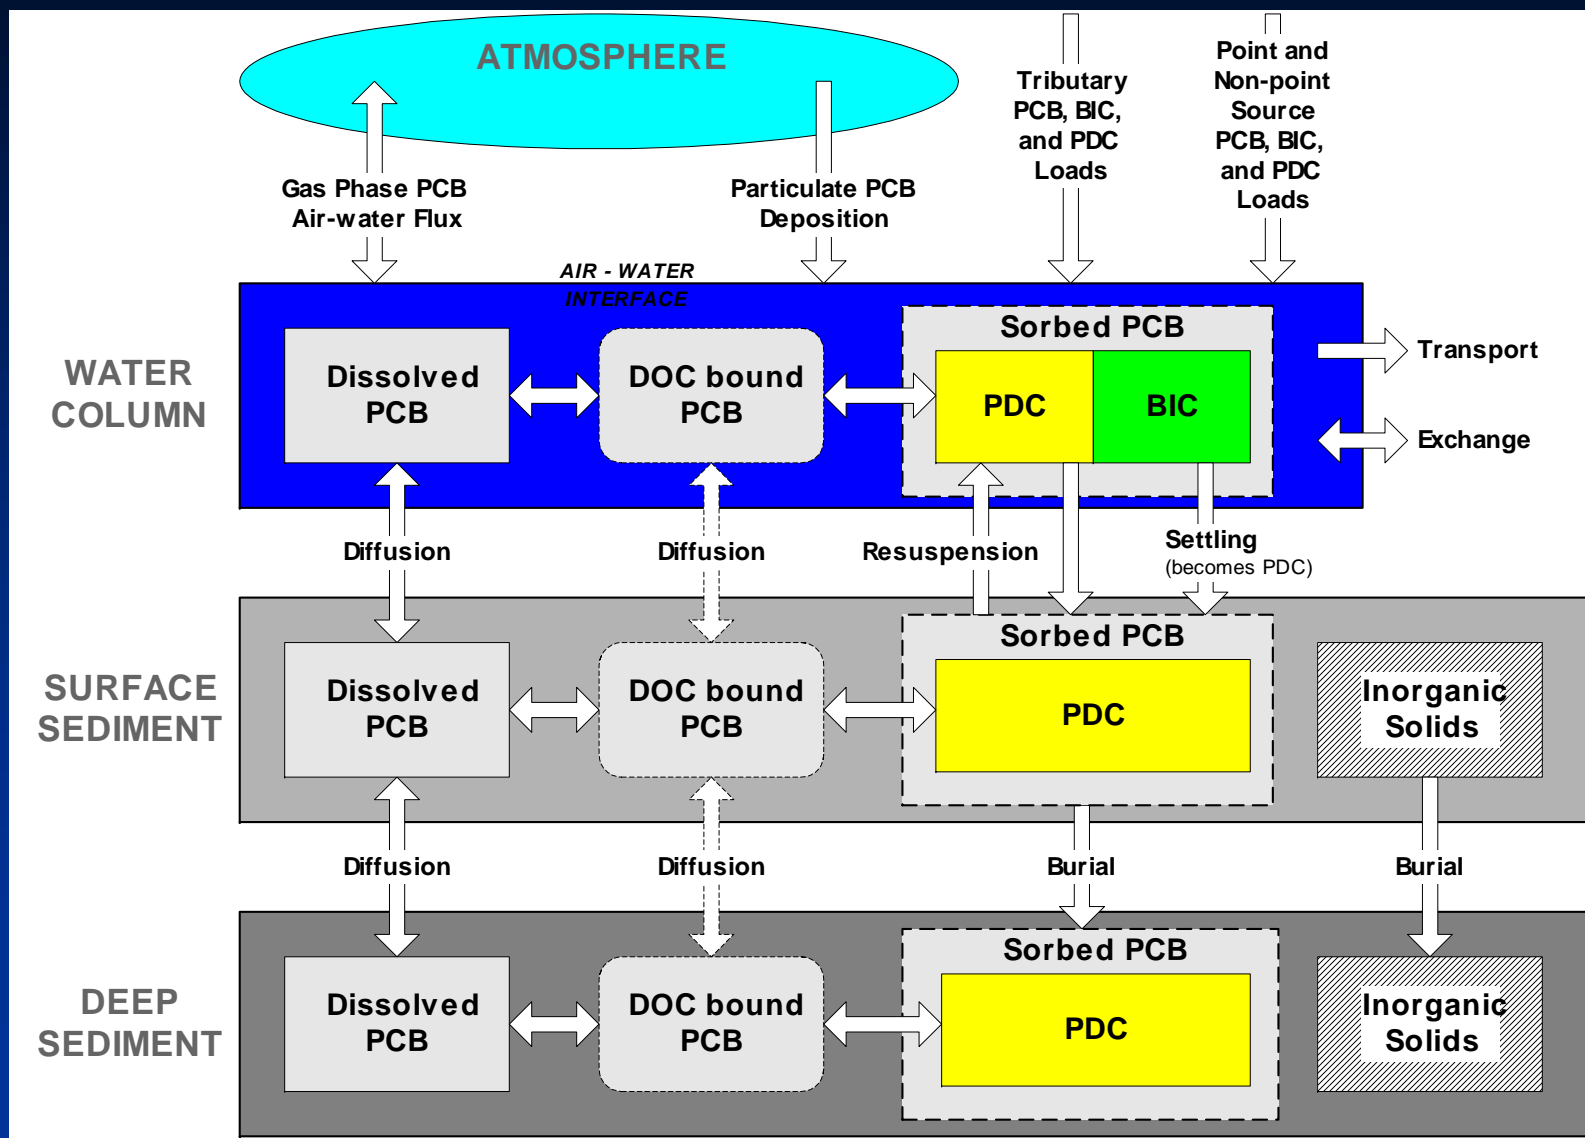 ATMOSPHERE
Tributary
PCB, BIC,
and PDC
Loads
Point and
Non-point
Source
PCB, BIC,
and PDC
Loads
Gas Phase PCB
Air-water Flux
Particulate PCB
Deposition
AIR - WATER
INTERFACE
WATER
COLUMN
Dissolved
PCB
DOC bound
PCB
Sorbed PCB
PDC
BIC
Transport
Exchange
Diffusion
Diffusion
Resuspension
Settling
(becomes PDC)
SURFACE
SEDIMENT
Dissolved
PCB
DOC bound
PCB
Sorbed PCB
PDC
Inorganic
Solids
Diffusion
Diffusion
Burial
Burial
DEEP
SEDIMENT
Dissolved
PCB
DOC bound
PCB
Sorbed PCB
PDC
Inorganic
Solids